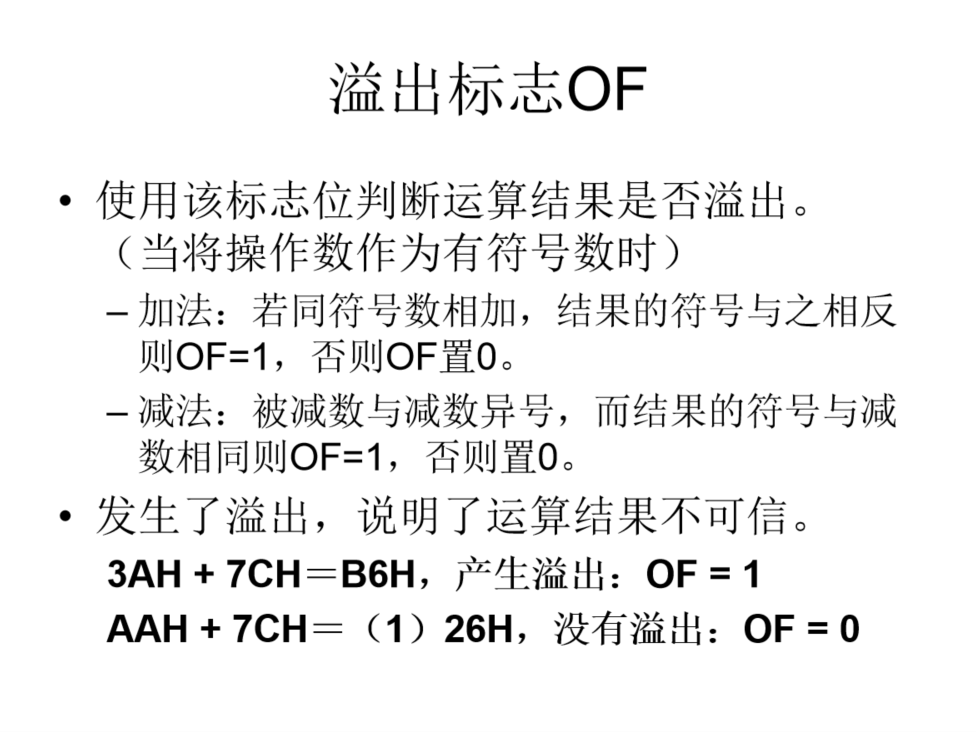 溢出标志OF
• 使用该标志位判断运算结果是否溢出。
（当将操作数作为有符号数时）
– 加法：若同符号数相加，结果的符号与之相反
则OF=1，否则OF置0。
– 减法：被减数与减数异号，而结果的符号与减
数相同则OF=1，否则置0。
• 发生了溢出，说明了运算结果不可信。
3AH + 7CH＝B6H，产生溢出：OF = 1
AAH + 7CH＝（1）26H，没有溢出：OF = 0